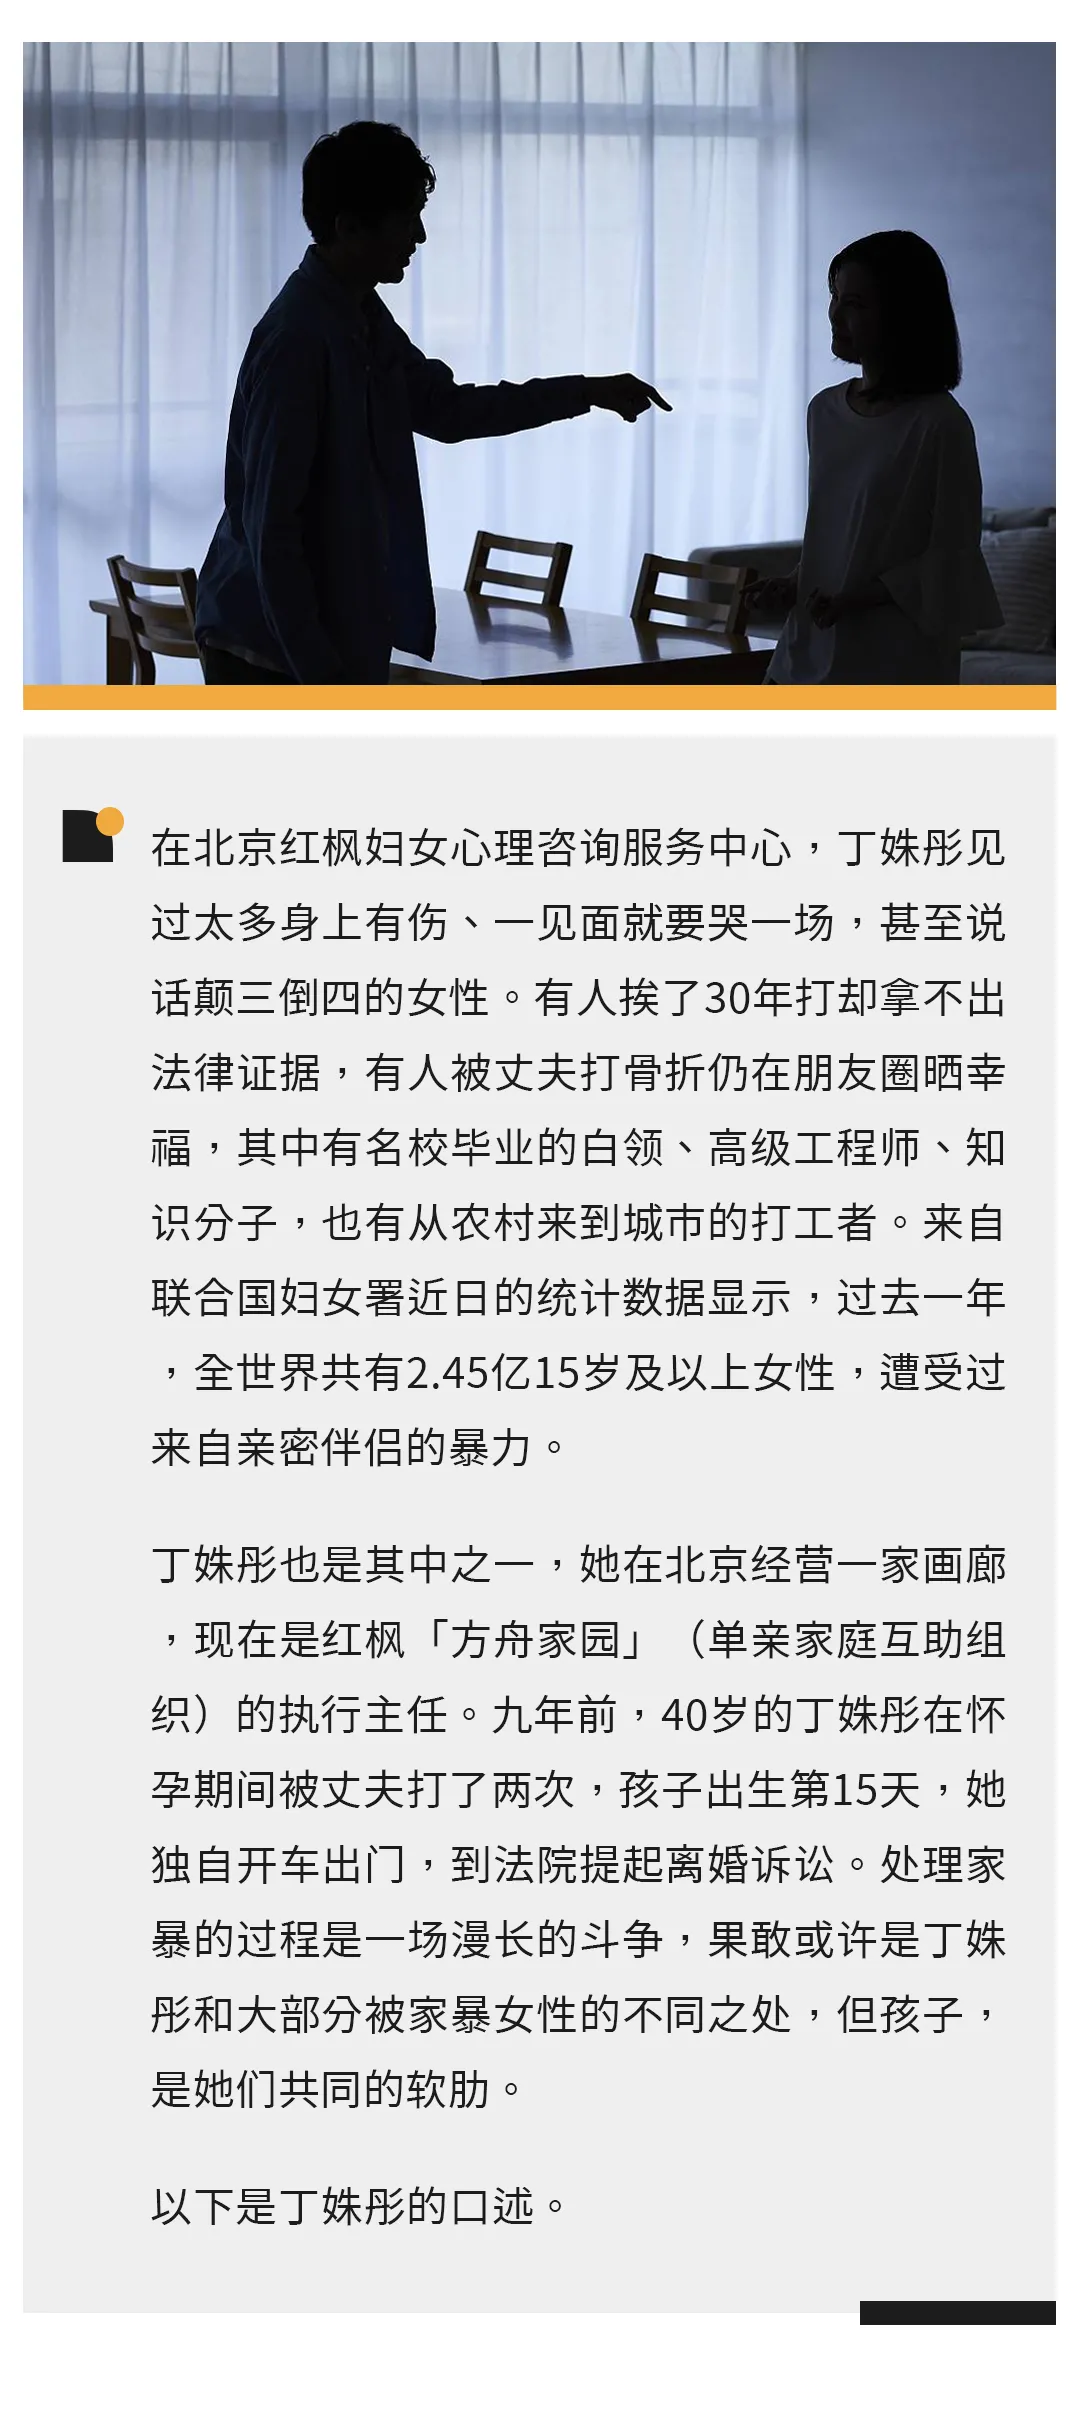 在北京红枫妇女心理咨询服务中心，丁姝彤见
过太多身上有伤、一见面就要哭一场，甚至说
话颠三倒四的女性。有人挨了30年打却拿不出
法律证据，有人被丈夫打骨折仍在朋友圈晒幸
福，其中有名校毕业的白领、高级工程师、知
识分子，也有从农村来到城市的打工者。来自
联合国妇女署近日的统计数据显示，过去一年
，全世界共有2.45亿15岁及以上女性，遭受过
来自亲密伴侣的暴力。
丁姝彤也是其中之一，她在北京经营一家画廊
，现在是红枫「方舟家园」（单亲家庭互助组
织）的执行主任。九年前，40岁的丁姝彤在怀
孕期间被丈夫打了两次，孩子出生第15天，她
独自开车出门，到法院提起离婚诉讼。处理家
暴的过程是一场漫长的斗争，果敢或许是丁姝
彤和大部分被家暴女性的不同之处，但孩子，
是她们共同的软肋。
以下是丁姝彤的口述。